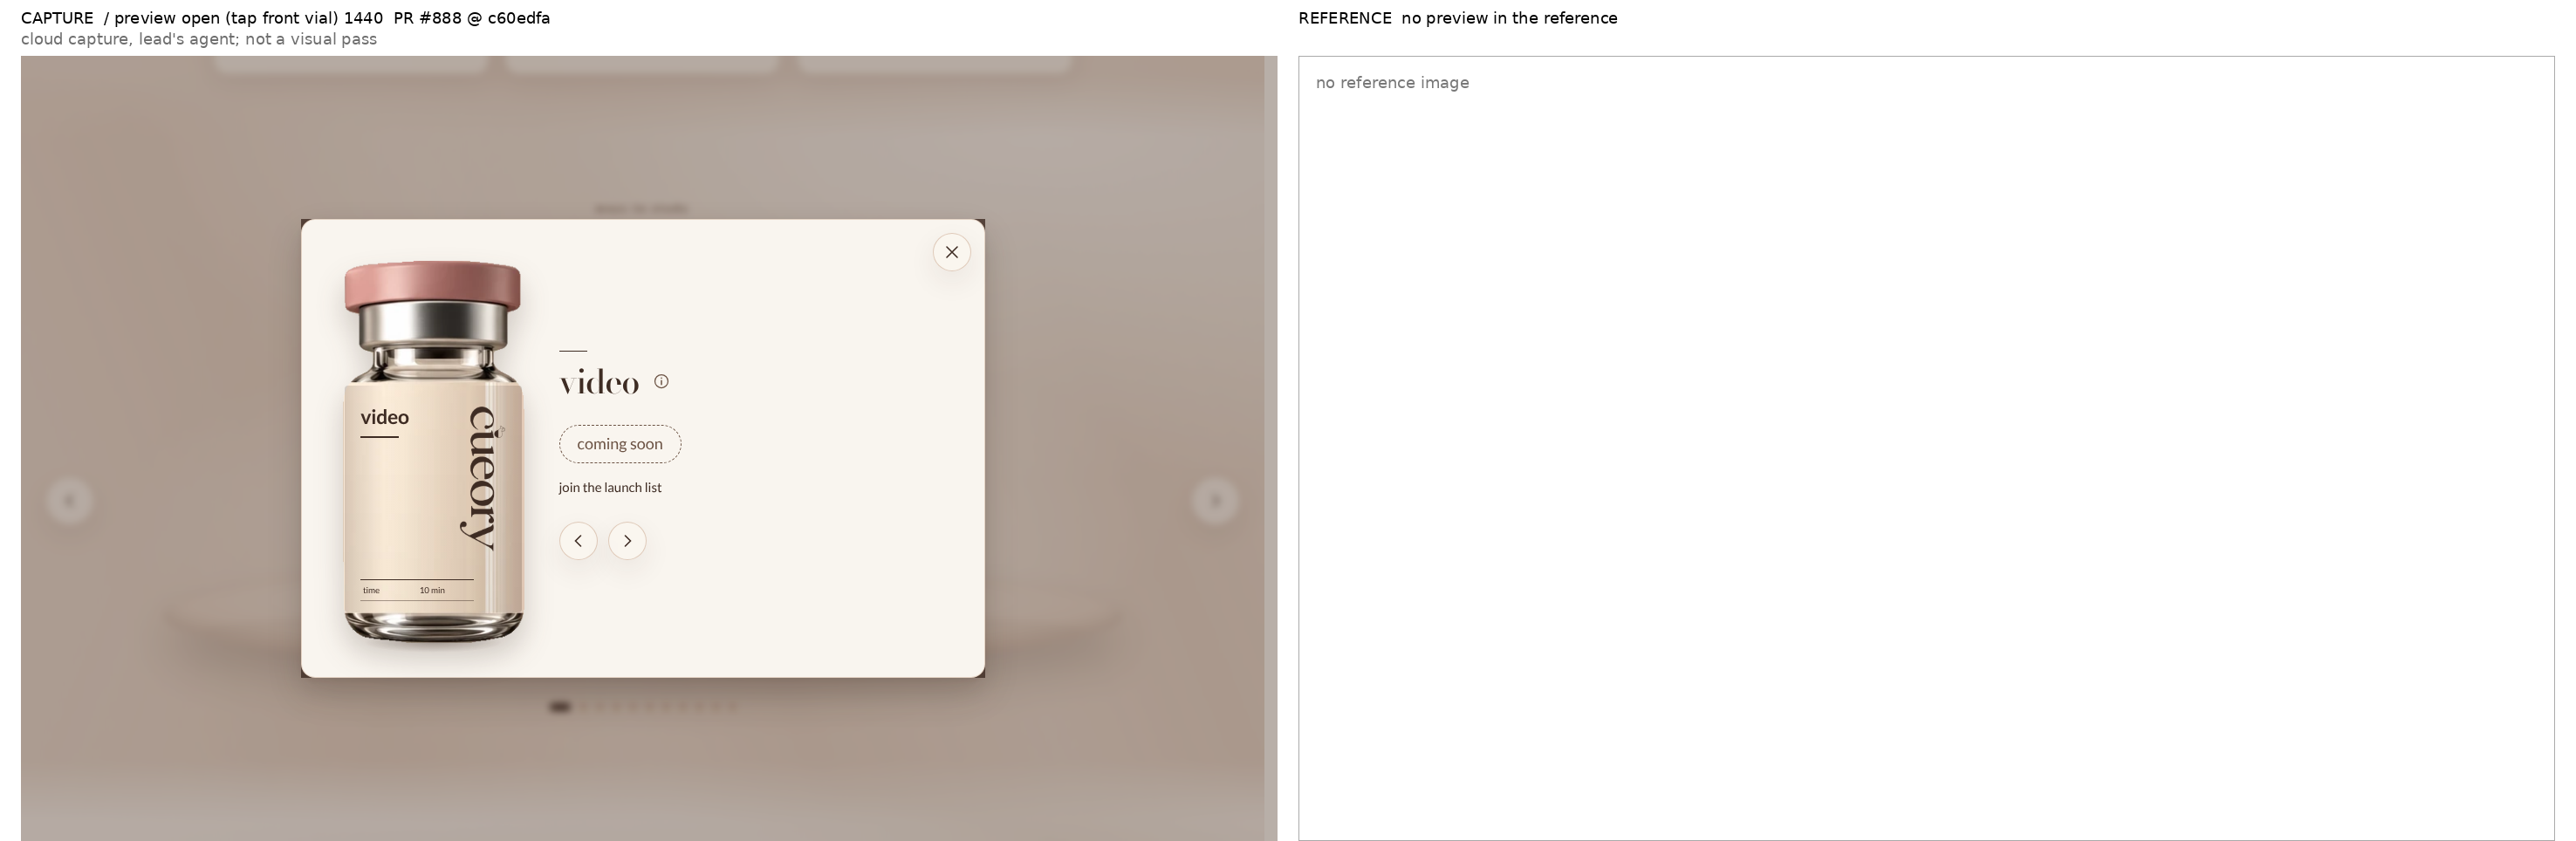 CAPTURE / preview open (tap front vial) 1440 PR #888 @ c60edfa
cloud capture, lead's agent; not a visual pass
REFERENCE no preview in the reference
no reference image
video
cueory
time 10 min
video
coming soon
join the launch list